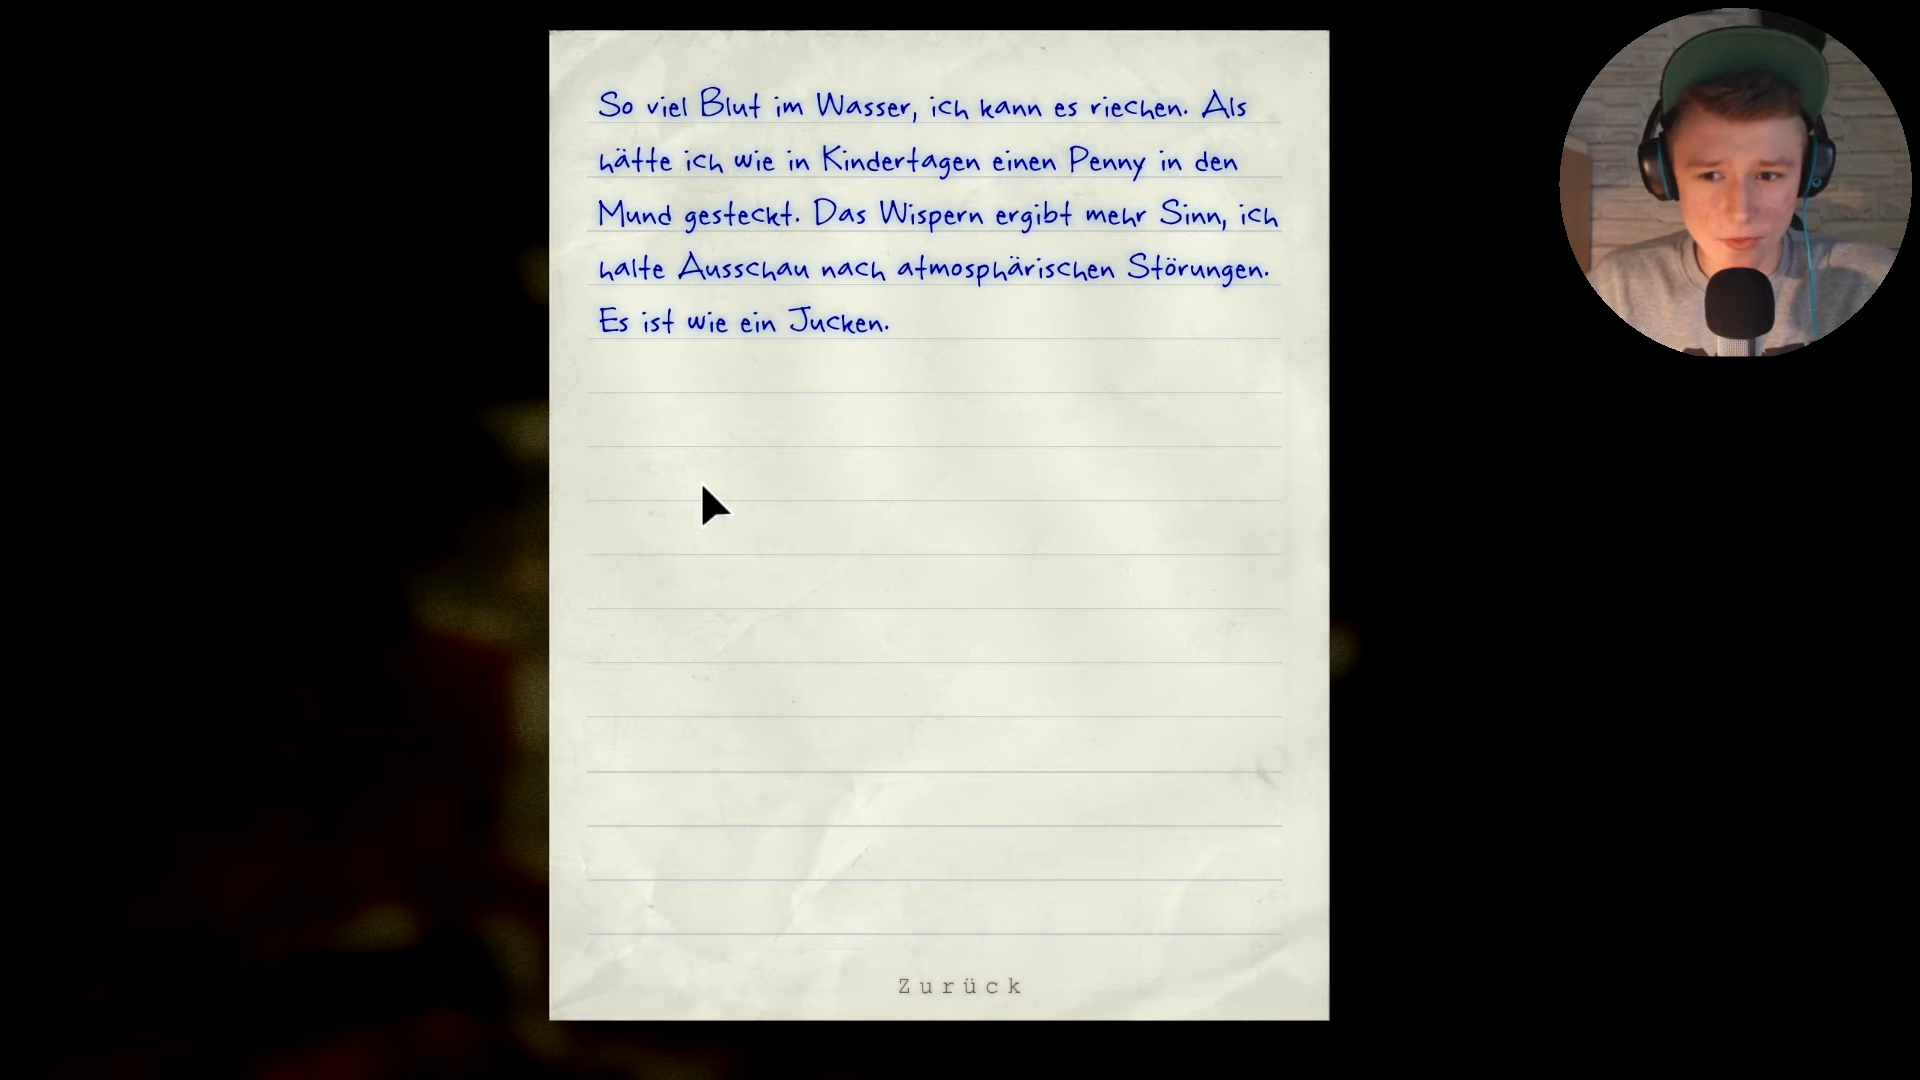 So viel Blut im Wasser, ich kann es riechen. Als
hätte ich wie in Kindertagen einen Penny in den
Mund gesteckt. Das Wispern ergibt mehr Sinn, ich
halte Ausschau nach atmosphärischen Störungen.
Es ist wie ein Jucken.
Zurück